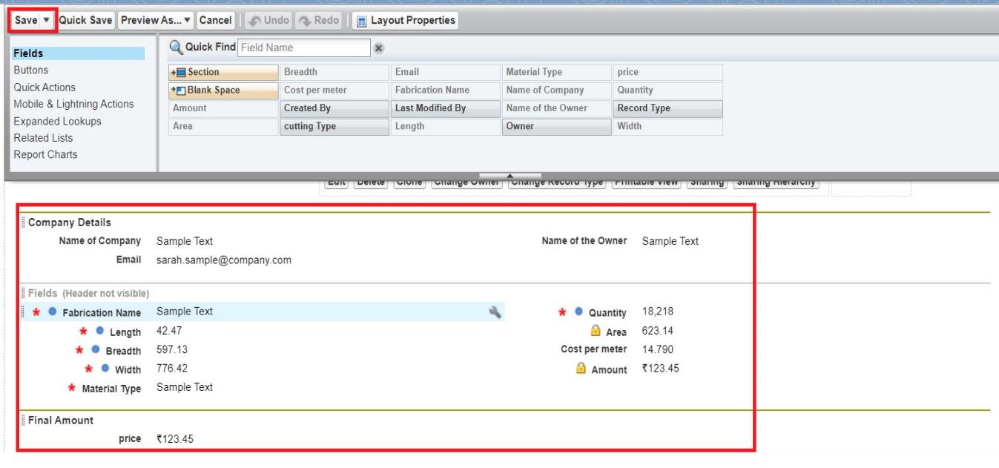 Save Quick Save Preview As... Cancel Undo Redo Layout Properties
Fields
Buttons
Quick Actions
Mobile & Lightning Actions
Expanded Lookups
Related Lists
Report Charts
Quick Find Field Name
Section Breadth Email Material Type price
Blank Space Cost per meter Fabrication Name Name of Company Quantity
Amount Created By Last Modified By Name of the Owner Record Type
Area cutting Type Length Owner Width
Edit Delete Clone Change Owner Change Record Type Printable View Sharing Sharing Hierarchy
Company Details
Name of Company Sample Text Name of the Owner Sample Text
Email sarah.sample@company.com
Fields (Header not visible)
* Fabrication Name Sample Text * Quantity 18,218
* Length 42.47 Area 623.14
* Breadth 597.13 Cost per meter 14.790
* Width 776.42 Amount ₹123.45
* Material Type Sample Text
Final Amount
price ₹123.45